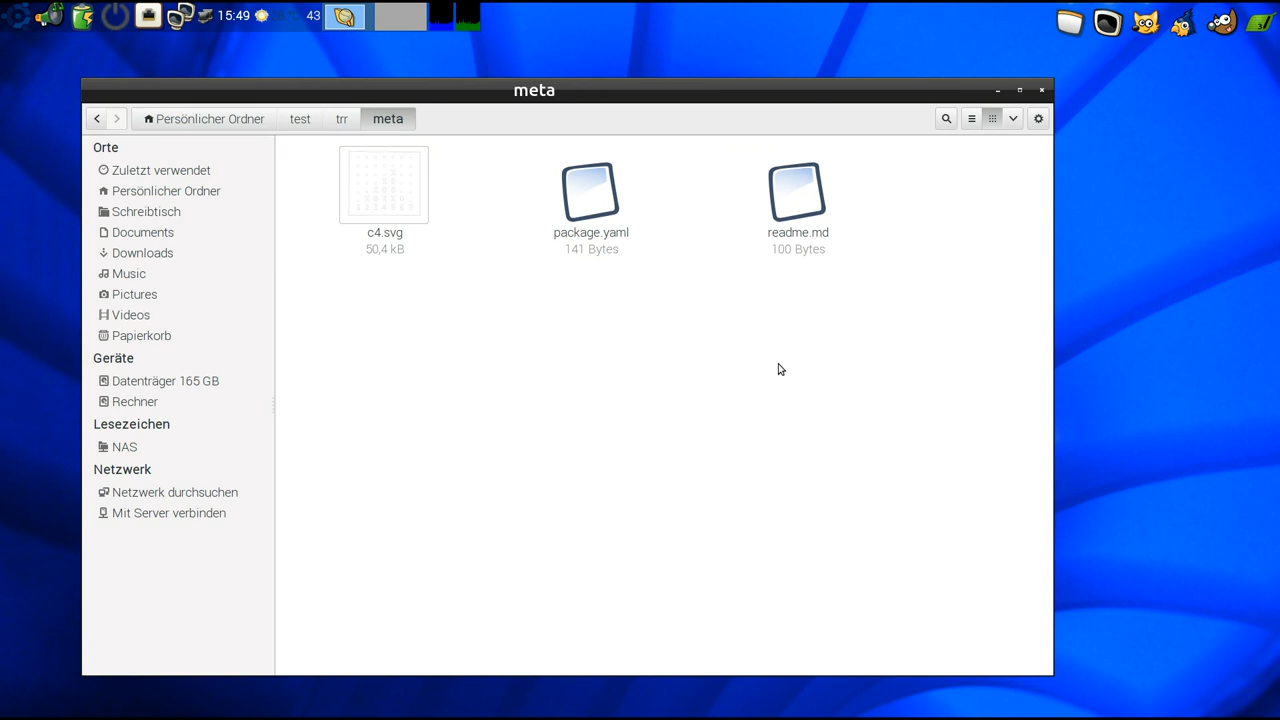 15:49
43
meta
Persönlicher Ordner
test
trr
meta
Orte
Zuletzt verwendet
Persönlicher Ordner
Schreibtisch
Documents
Downloads
Music
Pictures
Videos
Papierkorb
Geräte
Datenträger 165 GB
Rechner
Lesezeichen
NAS
Netzwerk
Netzwerk durchsuchen
Mit Server verbinden
c4.svg
50,4 kB
package.yaml
141 Bytes
readme.md
100 Bytes